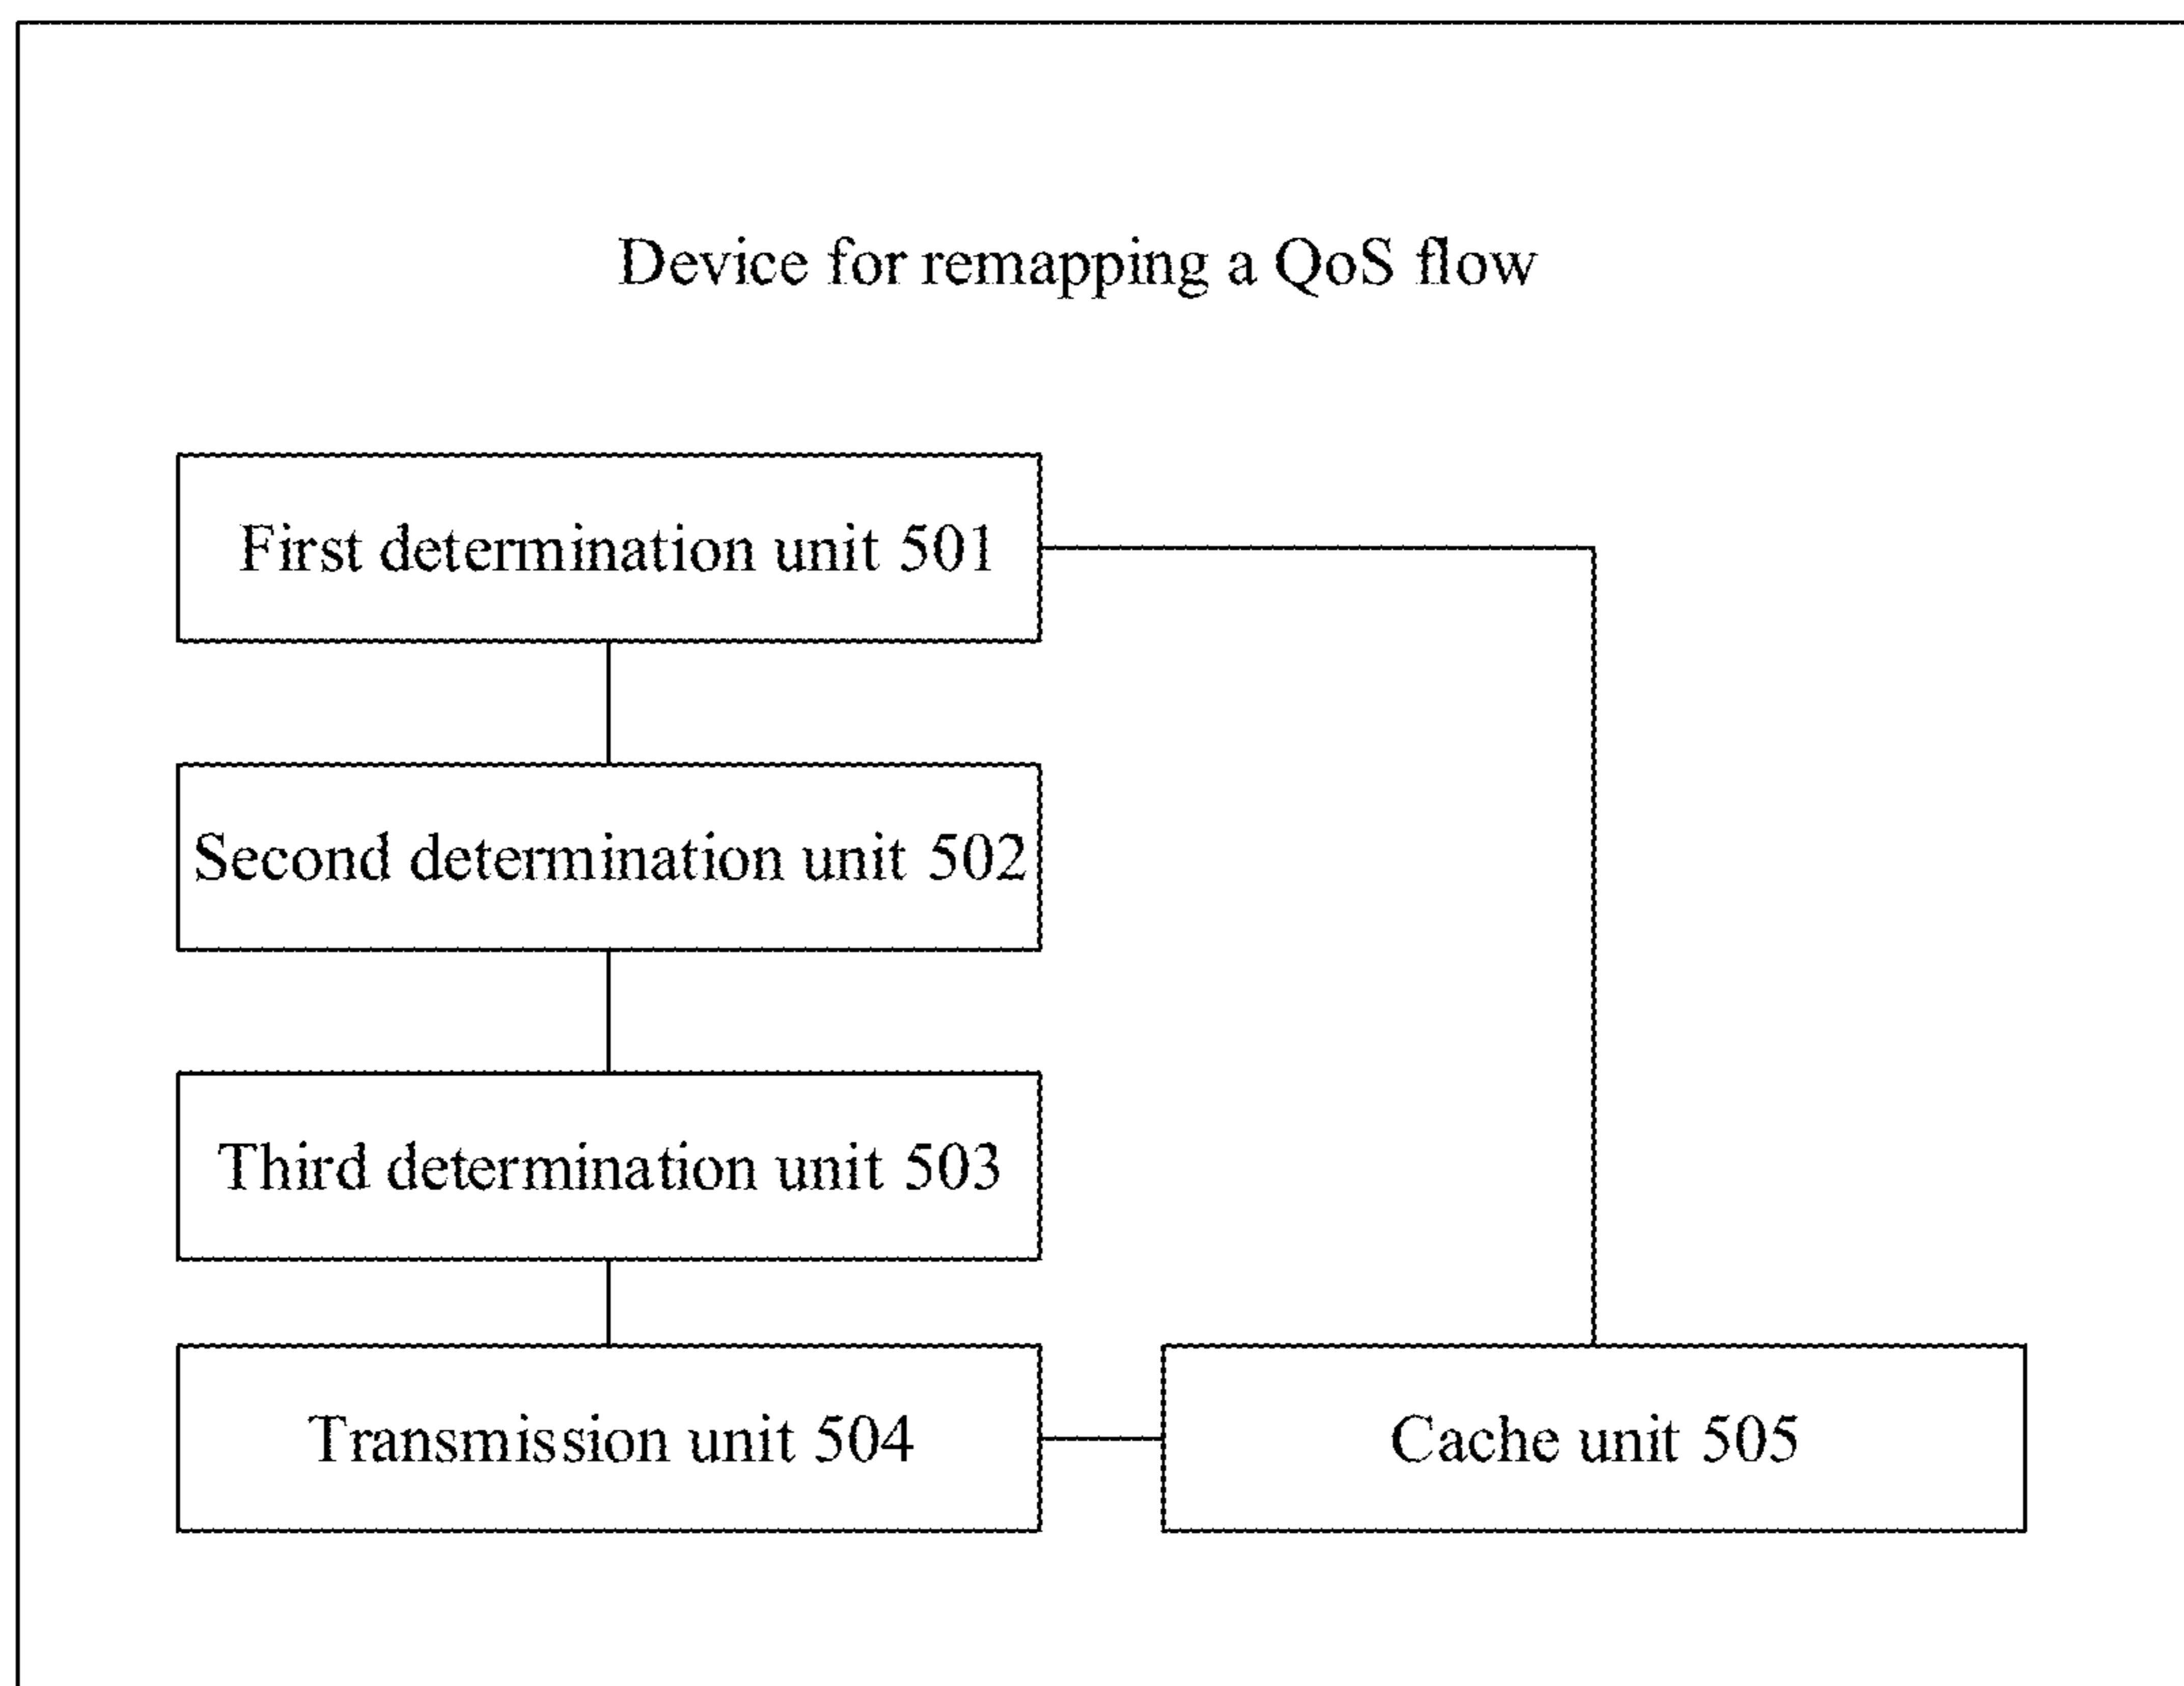 Device for remapping a QoS flow
First determination unit 501
Second determination unit 502
Third determination unit 503
Transmission unit 504
Cache unit 505